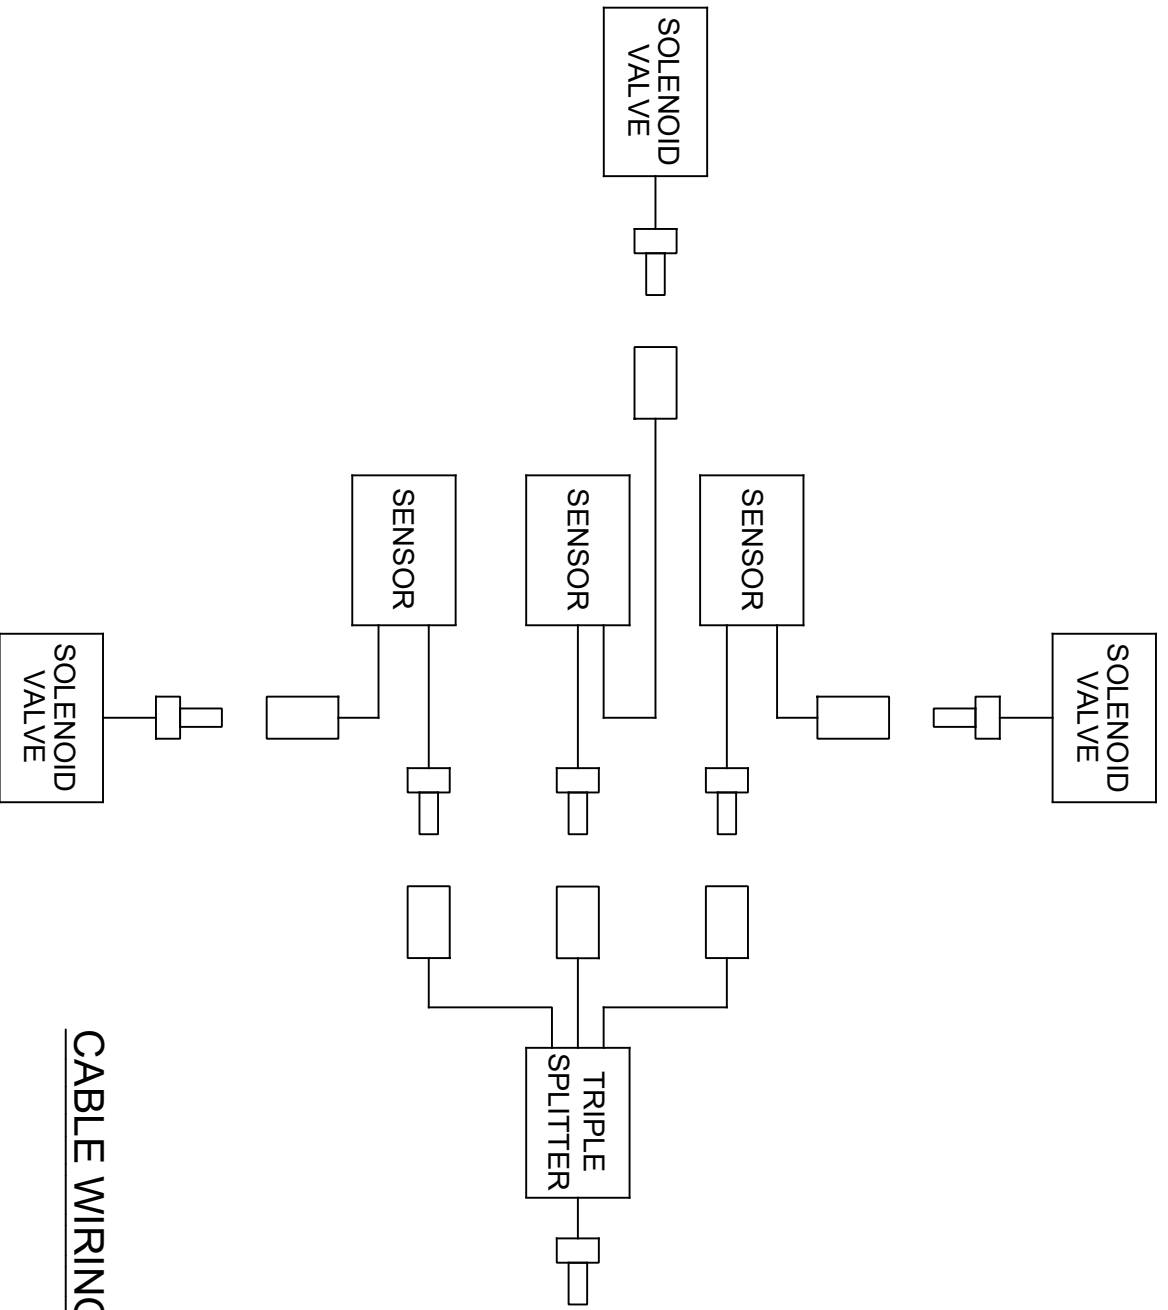 SOLENOID
VALVE
SOLENOID
VALVE
SENSOR
SENSOR
SENSOR
TRIPLE
SPLITTER
SOLENOID
VALVE
CABLE WIRING